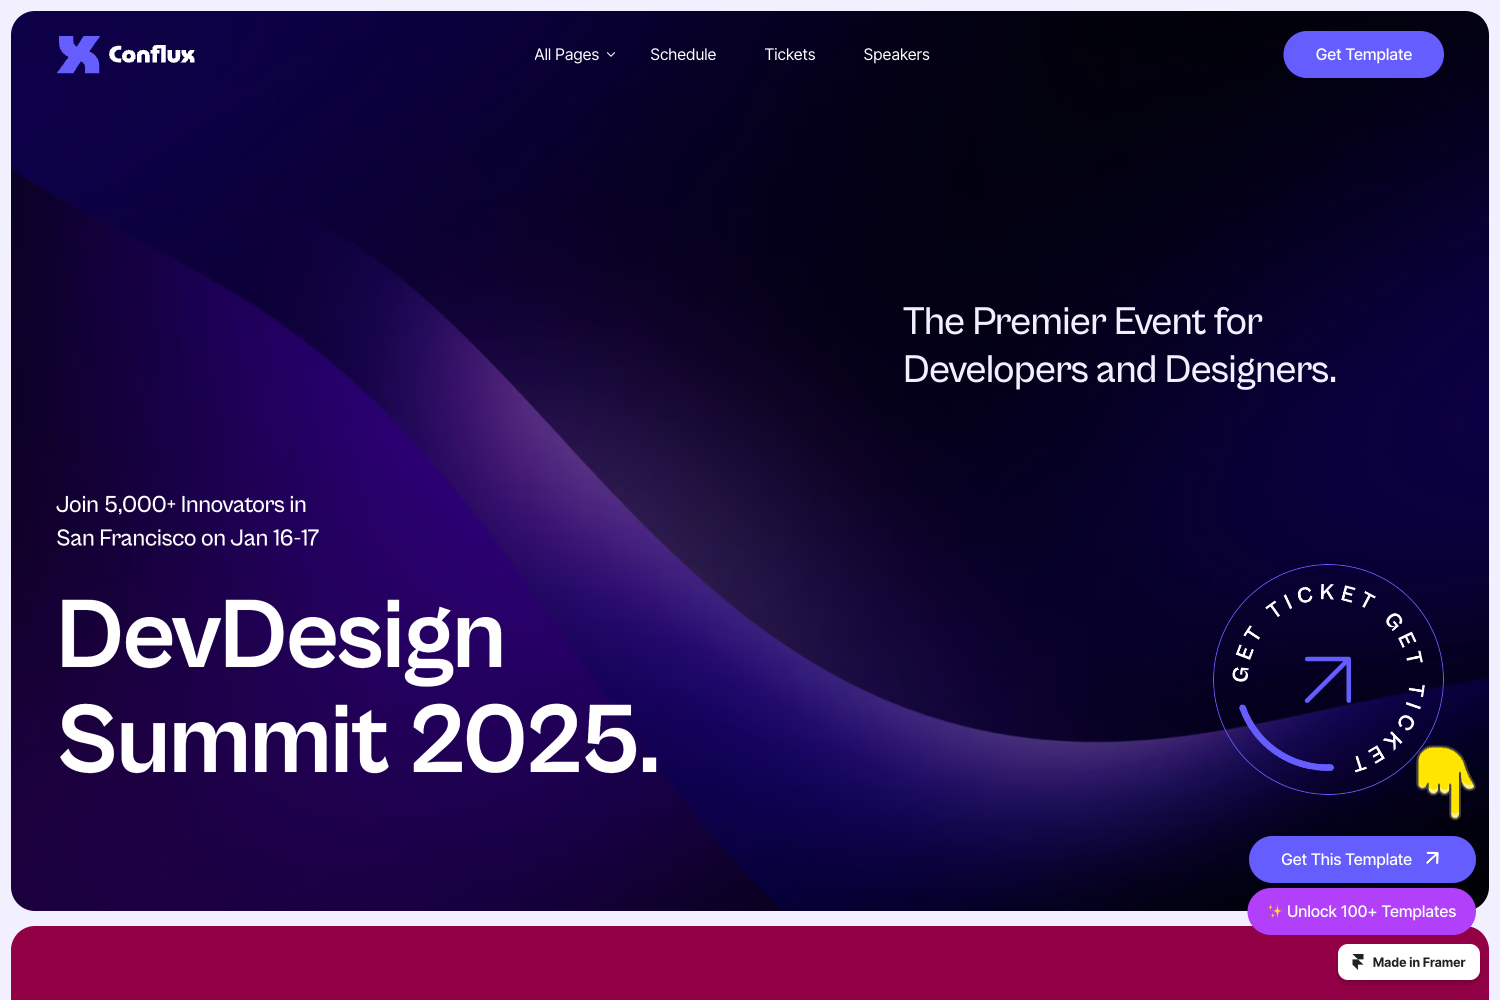 Conflux
All Pages
Schedule
Tickets
Speakers
Get Template
The Premier Event for
Developers and Designers.
Join 5,000+ Innovators in
San Francisco on Jan 16-17
DevDesign
Summit 2025.
GET TICKET GET TICKET
Get This Template
✨ Unlock 100+ Templates
Made in Framer